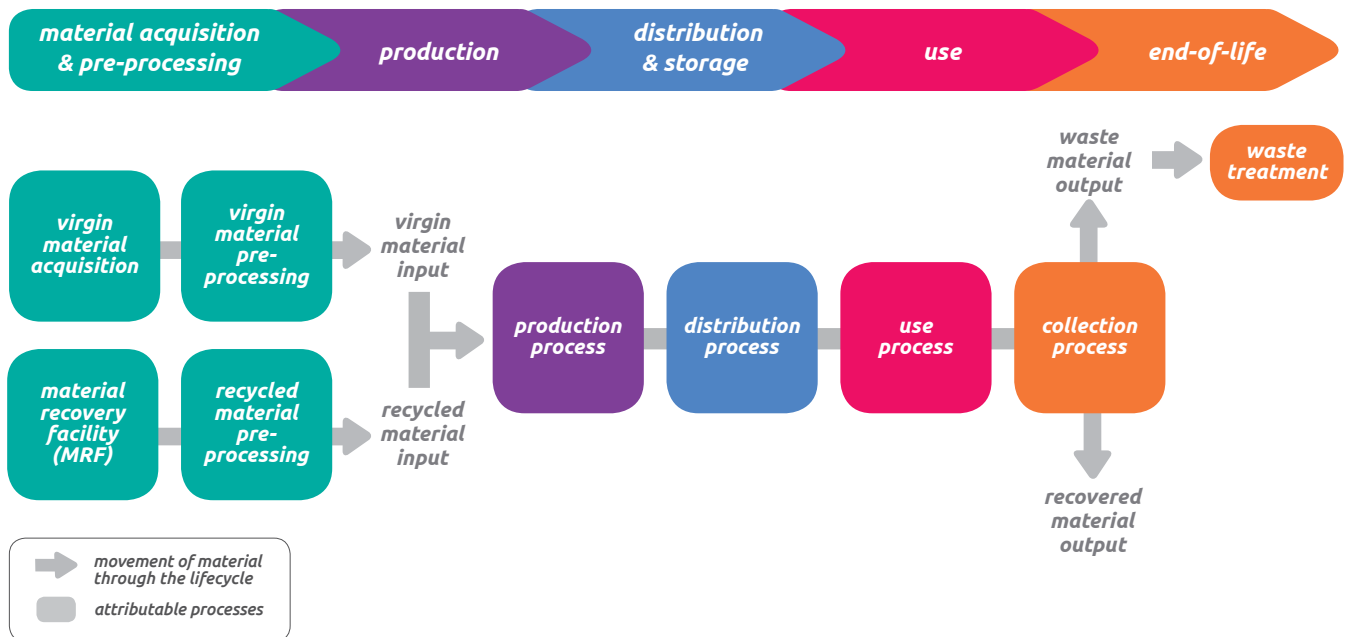 material acquisition
& pre-processing
production
distribution
& storage
use
end-of-life
waste
material
output
waste
treatment
virgin
material
acquisition
virgin
material
pre-
processing
virgin
material
input
production
process
distribution
process
use
process
collection
process
material
recovery
facility
(MRF)
recycled
material
pre-
processing
recycled
material
input
recovered
material
output
movement of material
through the lifecycle
attributable processes